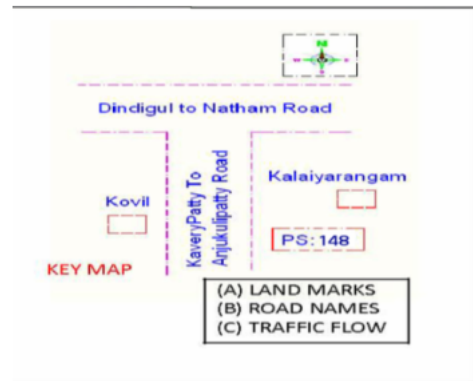 N
Dindigul to Natham Road
KaveryPatty To
Anjukulipatty Road
Kovil
Kalaiyarangam
PS: 148
KEY MAP
(A) LAND MARKS
(B) ROAD NAMES
(C) TRAFFIC FLOW